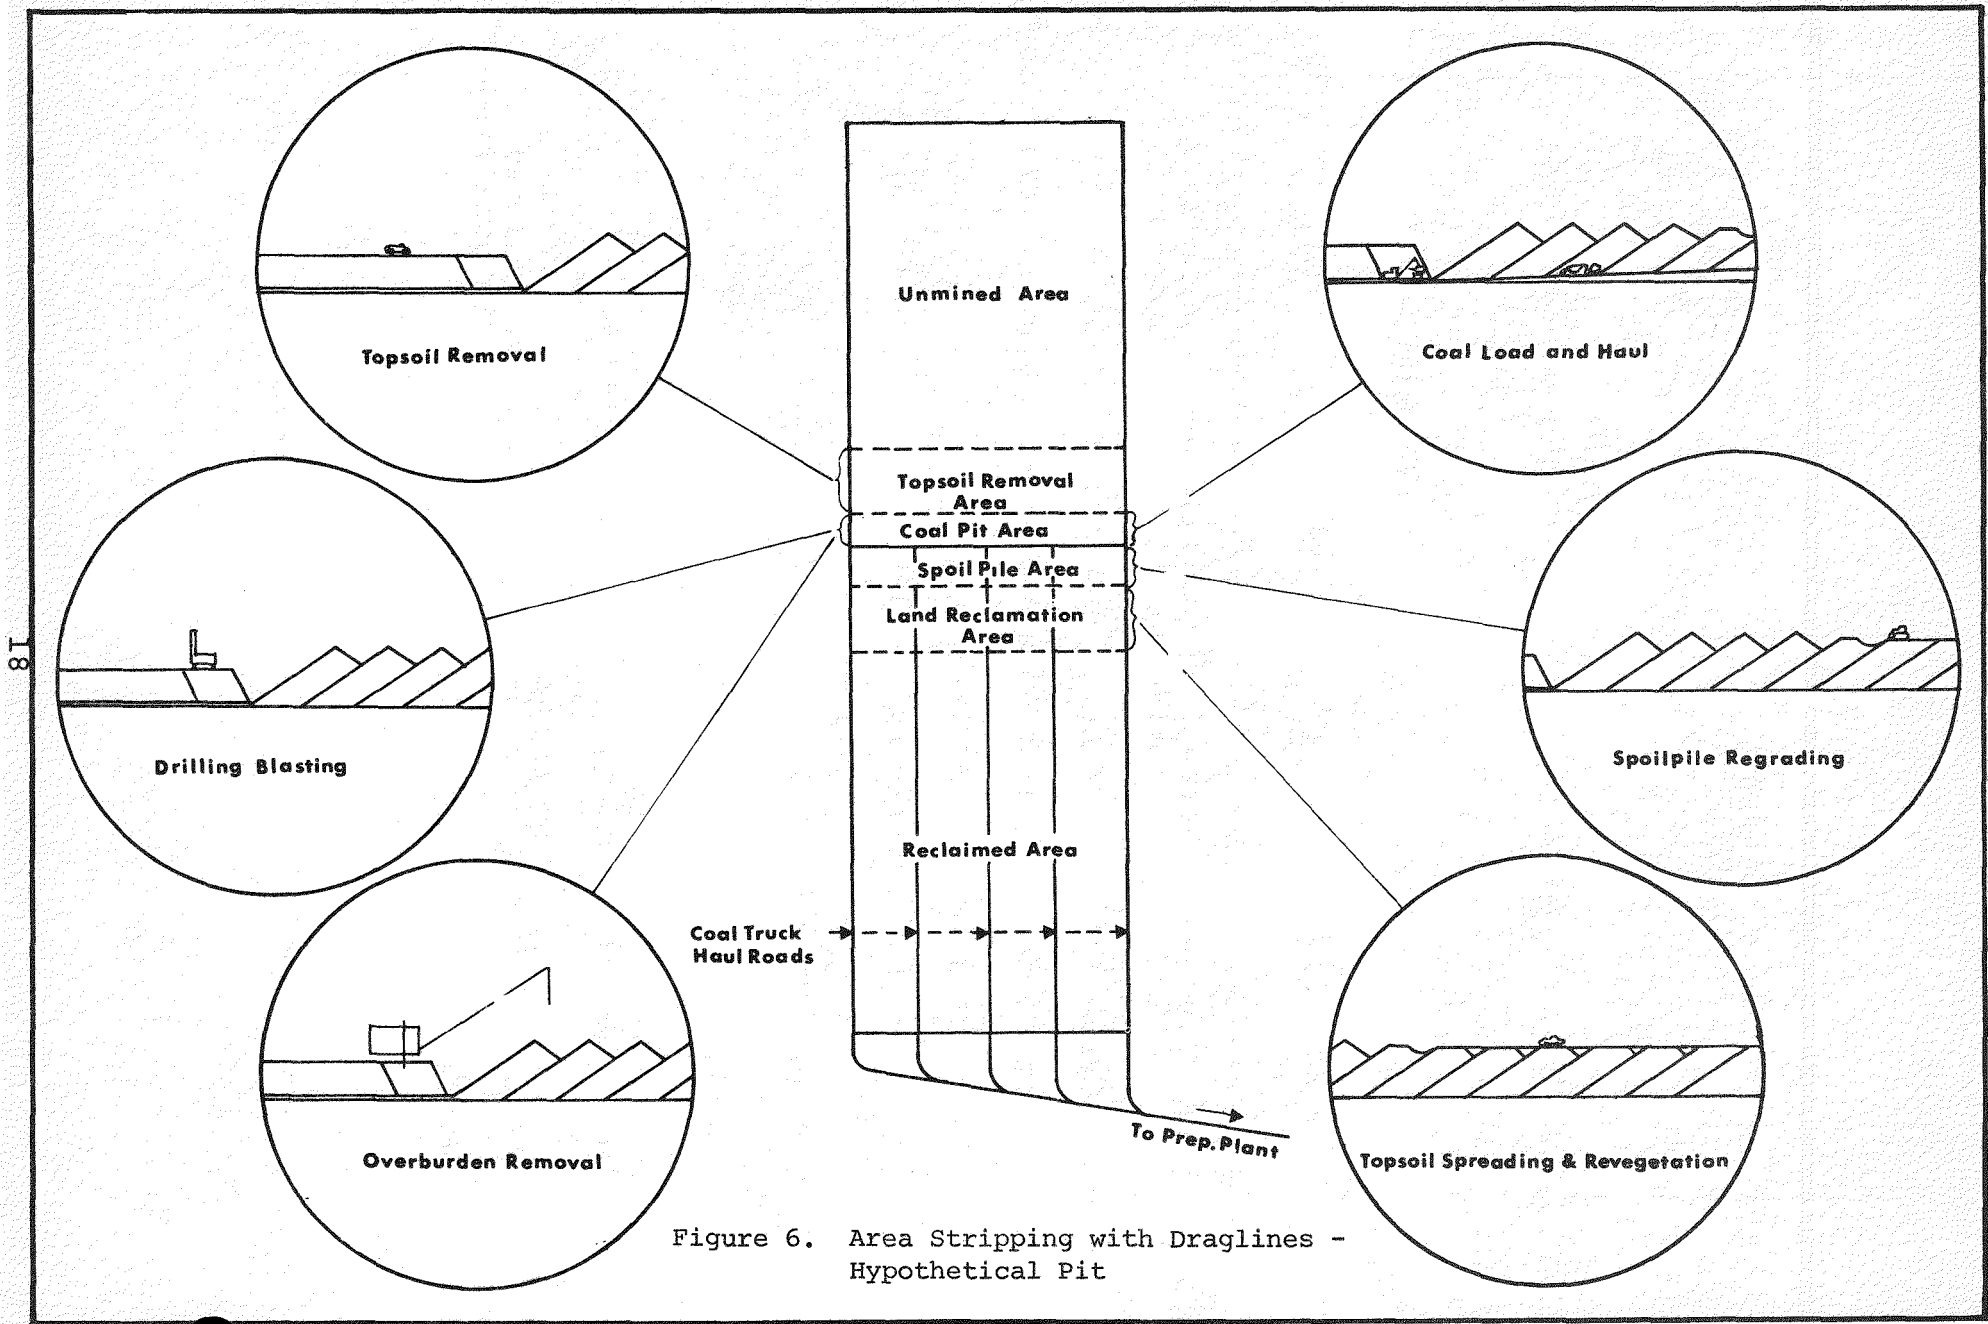 Topsoil Removal
Drilling Blasting
Overburden Removal
Unmined Area
Topsoil Removal
Area
Coal Pit Area
Spoil Pile Area
Land Reclamation
Area
Reclaimed Area
Coal Truck
Haul Roads
To Prep. Plant
Coal Load and Haul
Spoilpile Regrading
Topsoil Spreading & Revegetation
Figure 6. Area Stripping with Draglines -
Hypothetical Pit
18